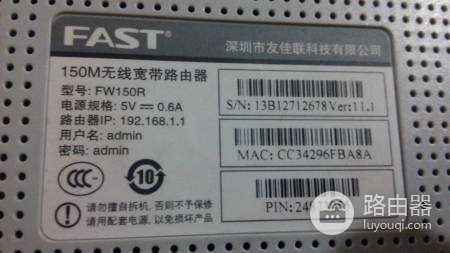 FAST®
深圳市友佳联科技有限公司
150M无线宽带路由器
型号: FW150R
电源规格: 5V⎓0.6A
路由器IP: 192.168.1.1
用户名: admin
密码: admin
S/N: 13B12712678 Ver:11.1
MAC: CC34296FBA8A
PIN:
10
请勿擅自拆机, 否则不予保修
请用配套电源, 以免损坏产品
路由器
luyouqi.com